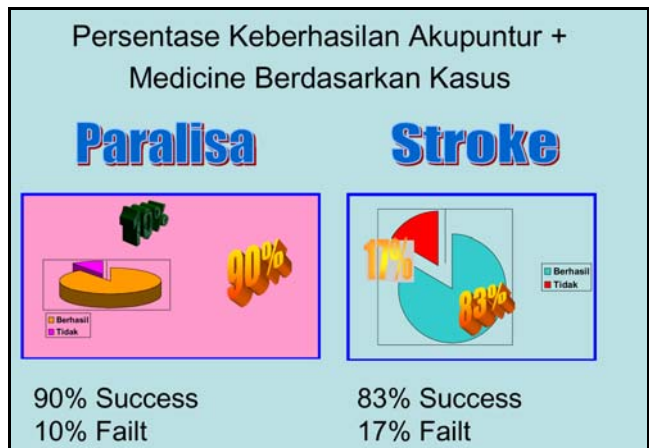 Persentase Keberhasilan Akupuntur +
Medicine Berdasarkan Kasus
Paralisa
Stroke
10%
90%
Berhasil
Tidak
17%
83%
Berhasil
Tidak
90% Success
10% Failt
83% Success
17% Failt